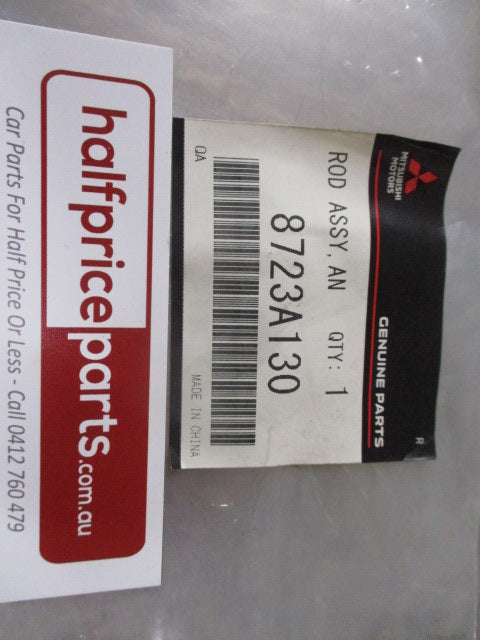 MITSUBISHI
MOTORS
GENUINE PARTS
R
ROD ASSY,AN QTY: 1
8723A130
QA MADE IN CHINA
halfpriceparts.com.au
Car Parts For Half Price Or Less - Call 0412 760 479